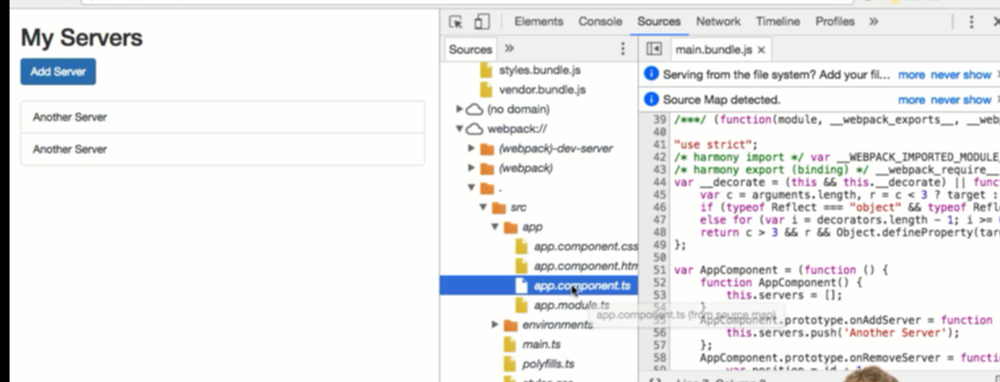 My Servers
Add Server
Another Server
Another Server
Elements Console Sources Network Timeline Profiles »
Sources »
styles.bundle.js
vendor.bundle.js
(no domain)
webpack://
(webpack)-dev-server
(webpack)
.
src
app
app.component.css
app.component.htm
app.component.ts
app.module.ts
app.component.ts (from source map)
environments
main.ts
polyfills.ts
main.bundle.js ×
Serving from the file system? Add your fil... more never show
Source Map detected. more never show
39 /***/ (function(module, __webpack_exports__, __web
40
41 "use strict";
42 /* harmony import */ var __WEBPACK_IMPORTED_MODULE_
43 /* harmony export (binding) */ __webpack_require__
44 var __decorate = (this && this.__decorate) || func
45 var c = arguments.length, r = c < 3 ? target :
46 if (typeof Reflect === "object" && typeof Refl
47 else for (var i = decorators.length - 1; i >=
48 return c > 3 && r && Object.defineProperty(tar
49 };
50
51 var AppComponent = (function () {
52 function AppComponent() {
53 this.servers = [];
54 }
55 AppComponent.prototype.onAddServer = function
56 this.servers.push('Another Server');
57 };
58 AppComponent.prototype.onRemoveServer = functi
59 var position = id + 1